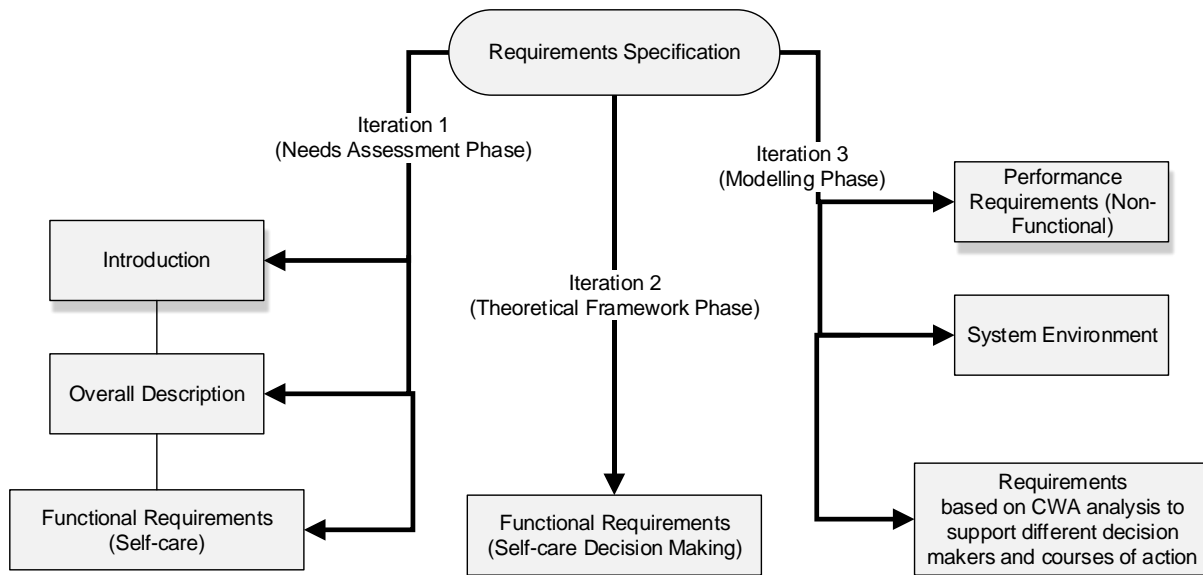 Requirements Specification
Iteration 1
(Needs Assessment Phase)
Introduction
Overall Description
Functional Requirements
(Self-care)
Iteration 2
(Theoretical Framework Phase)
Functional Requirements
(Self-care Decision Making)
Iteration 3
(Modelling Phase)
Performance
Requirements (Non-
Functional)
System Environment
Requirements
based on CWA analysis to
support different decision
makers and courses of action